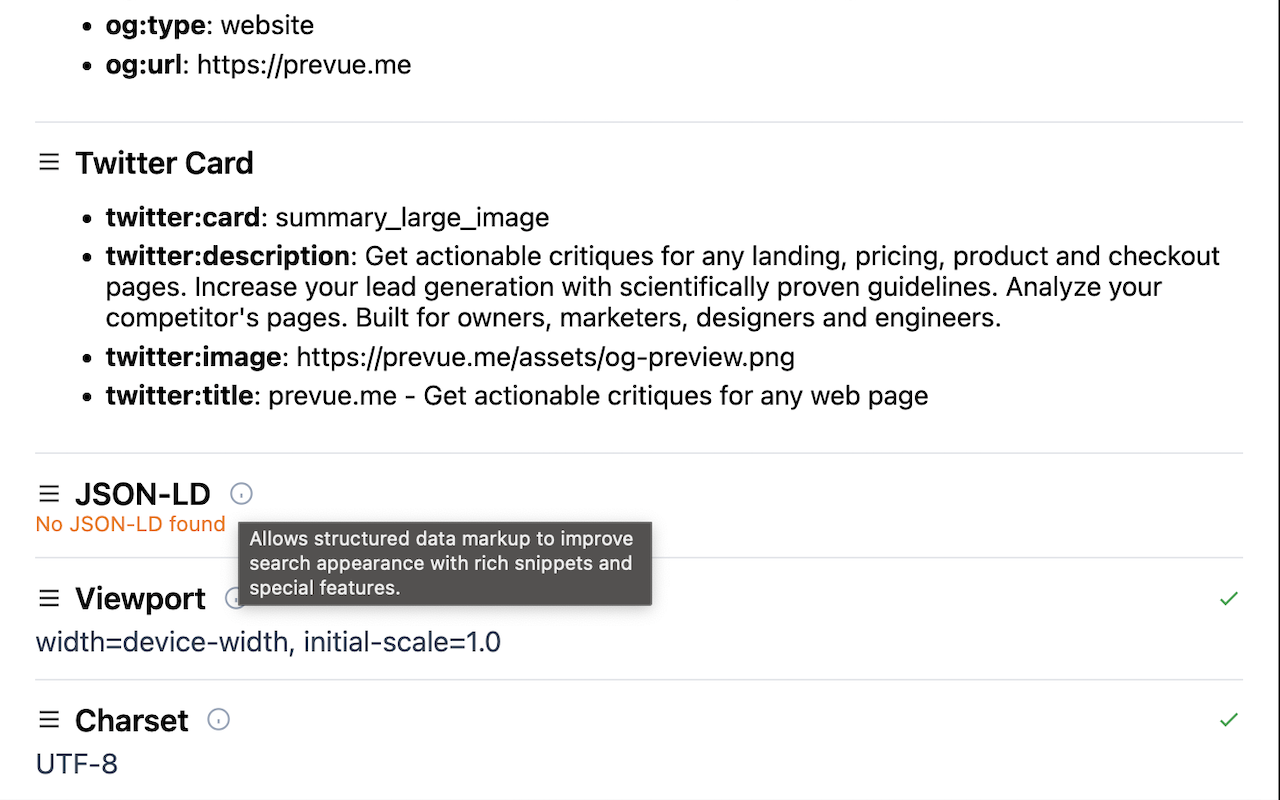 og:type: website
og:url: https://prevue.me
Twitter Card
twitter:card: summary_large_image
twitter:description: Get actionable critiques for any landing, pricing, product and checkout
pages. Increase your lead generation with scientifically proven guidelines. Analyze your
competitor's pages. Built for owners, marketers, designers and engineers.
twitter:image: https://prevue.me/assets/og-preview.png
twitter:title: prevue.me - Get actionable critiques for any web page
JSON-LD
No JSON-LD found
Allows structured data markup to improve
search appearance with rich snippets and
special features.
Viewport
width=device-width, initial-scale=1.0
Charset
UTF-8